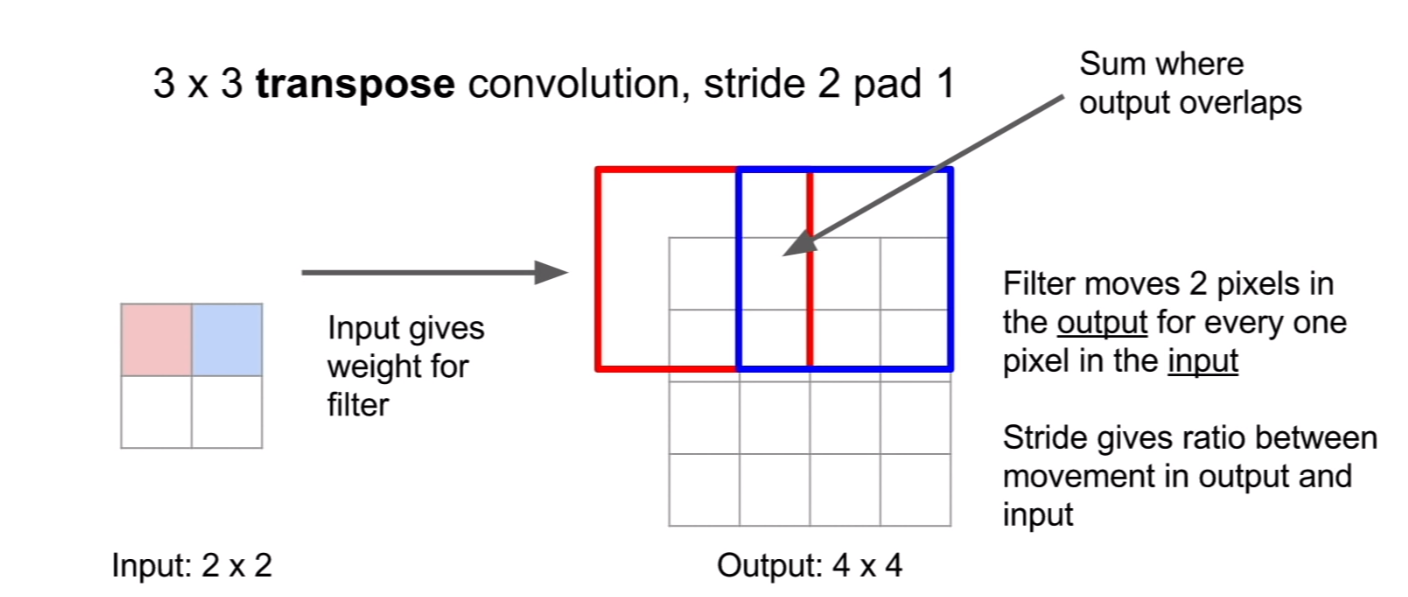 3 x 3 transpose convolution, stride 2 pad 1
Sum where
output overlaps
Input gives
weight for
filter
Filter moves 2 pixels in
the output for every one
pixel in the input
Stride gives ratio between
movement in output and
input
Input: 2 x 2
Output: 4 x 4